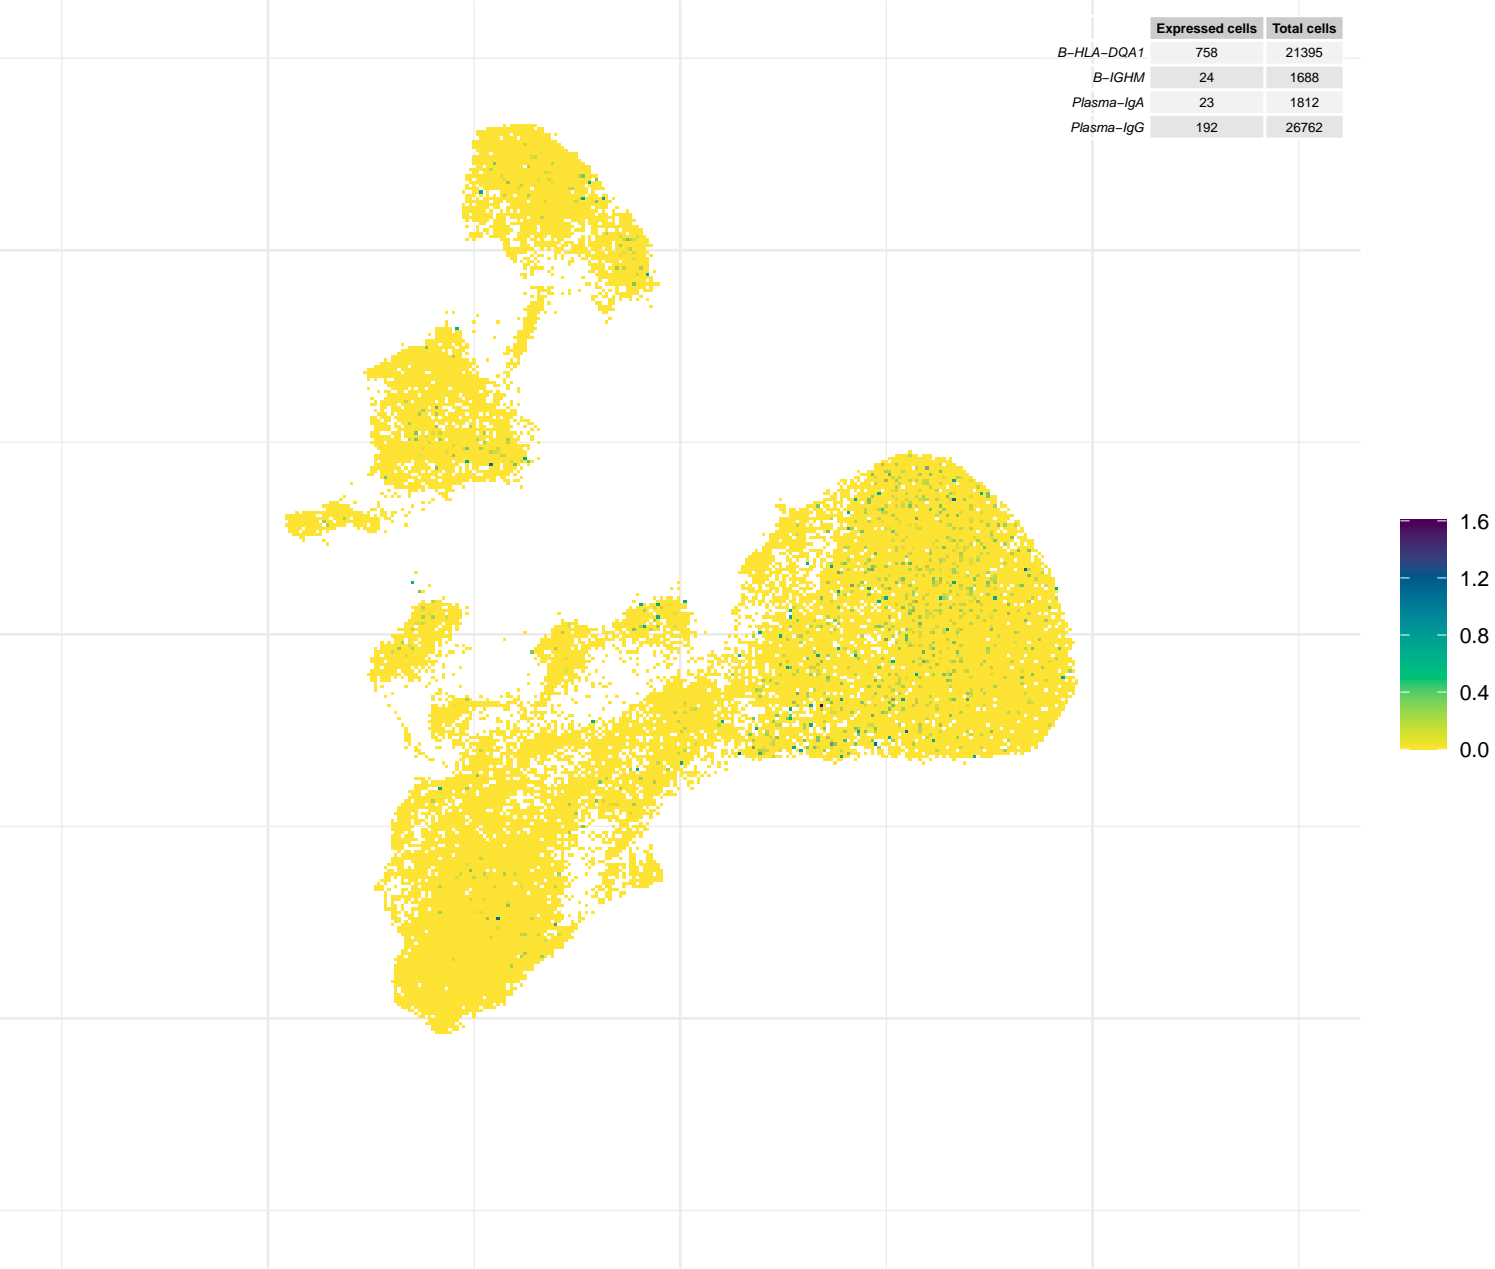 Expressed cells Total cells
B−HLA−DQA1 758 21395
B−IGHM 24 1688
Plasma−IgA 23 1812
Plasma−IgG 192 26762
1.6
1.2
0.8
0.4
0.0